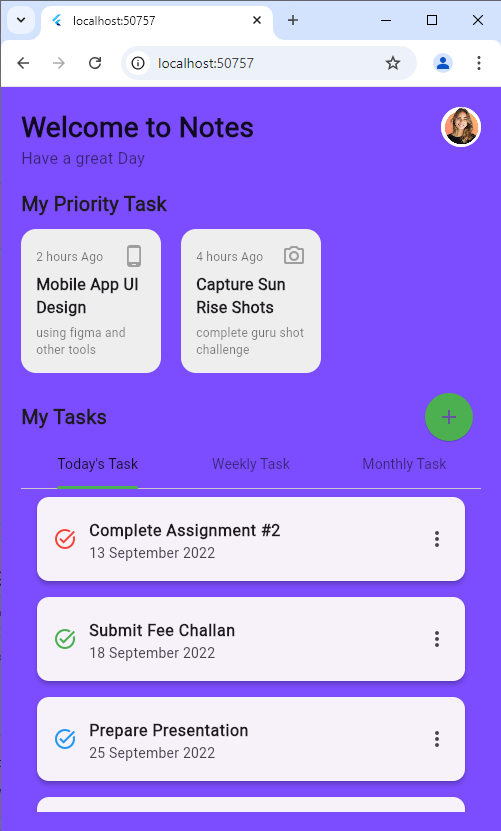 localhost:50757
localhost:50757
Welcome to Notes
Have a great Day
My Priority Task
2 hours Ago
Mobile App UI
Design
using figma and
other tools
4 hours Ago
Capture Sun
Rise Shots
complete guru shot
challenge
My Tasks
Today's Task
Weekly Task
Monthly Task
Complete Assignment #2
13 September 2022
Submit Fee Challan
18 September 2022
Prepare Presentation
25 September 2022